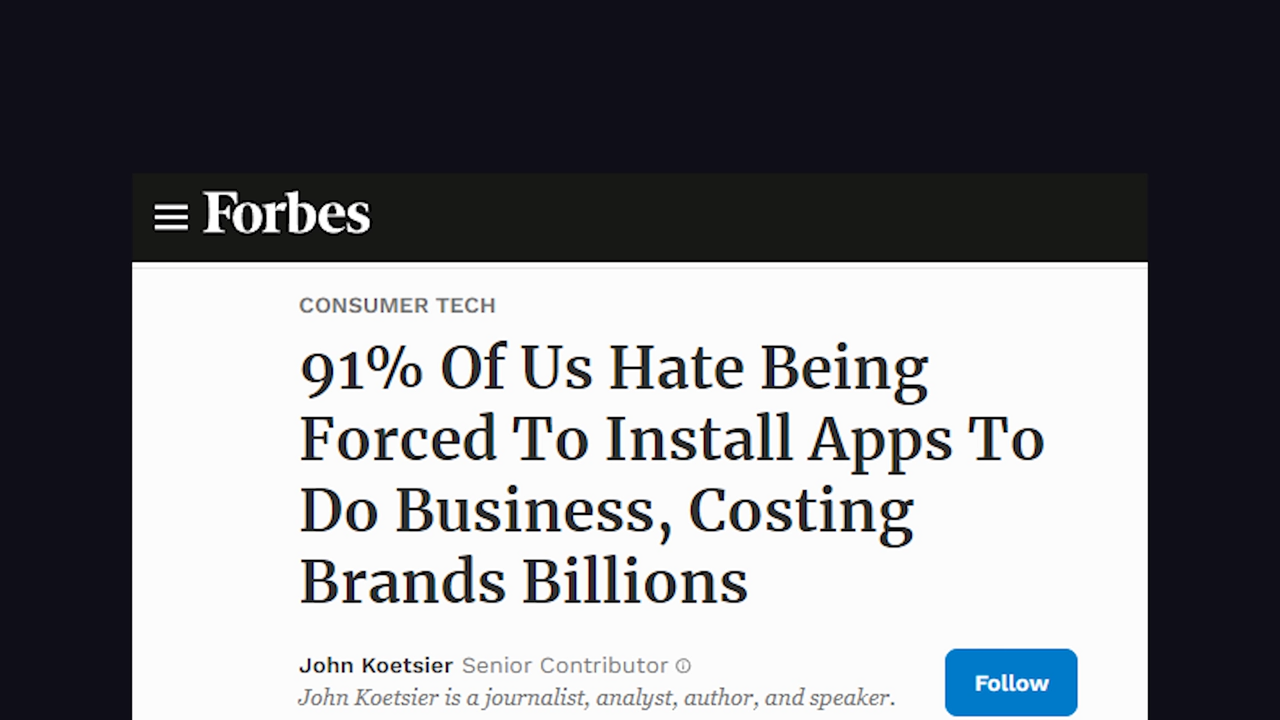 Forbes
CONSUMER TECH
91% Of Us Hate Being
Forced To Install Apps To
Do Business, Costing
Brands Billions
John Koetsier Senior Contributor
John Koetsier is a journalist, analyst, author, and speaker.
Follow